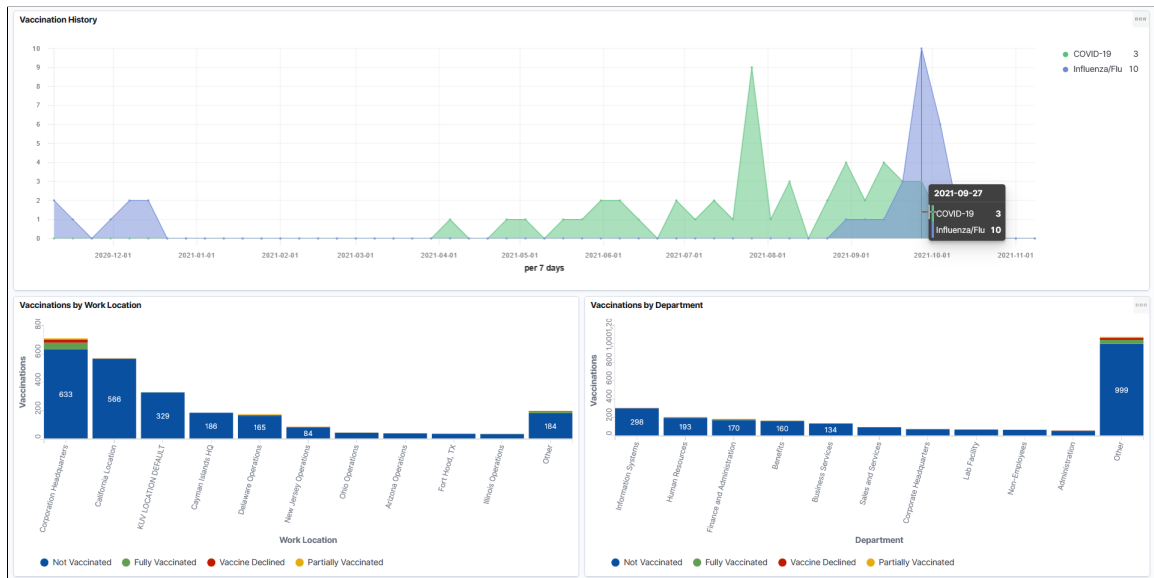 Vaccination History
10
9
8
7
6
5
4
3
2
1
0
COVID-19 3
Influenza/Flu 10
2021-09-27
COVID-19 3
Influenza/Flu 10
2020-12-01 2021-01-01 2021-02-01 2021-03-01 2021-04-01 2021-05-01 2021-06-01 2021-07-01 2021-08-01 2021-09-01 2021-10-01 2021-11-01
per 7 days
Vaccinations by Work Location
Vaccinations
600
400
200
0
633 566 329 186 165 84 184
Corporation Headquarters
California Location
KUV LOCATION DEFAULT
Cayman Islands HQ
Delaware Operations
New Jersey Operations
Ohio Operations
Arizona Operations
Fort Hood, TX
Illinois Operations
Other
Work Location
Not Vaccinated Fully Vaccinated Vaccine Declined Partially Vaccinated
Vaccinations by Department
Vaccinations
1,000
800
600
400
200
0
298 193 170 160 134 999
Information Systems
Human Resources
Finance and Administration
Benefits
Business Services
Sales and Services
Corporate Headquarters
Lab Facility
Non-Employees
Administration
Other
Department
Not Vaccinated Fully Vaccinated Vaccine Declined Partially Vaccinated